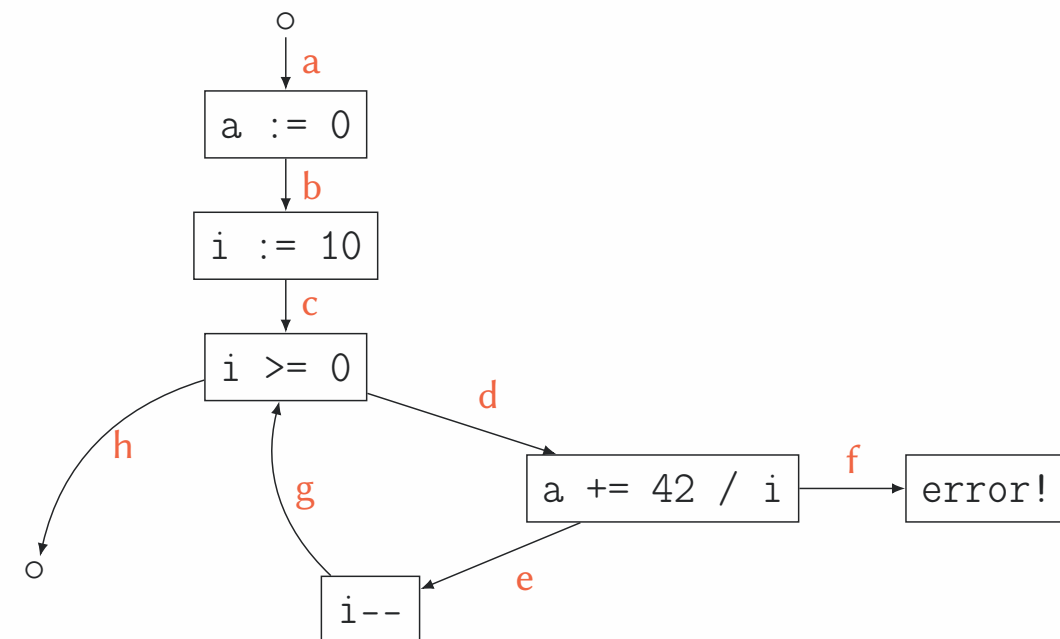 a
a := 0
b
i := 10
c
i >= 0
d
h
f
g
a += 42 / i
error!
e
i--